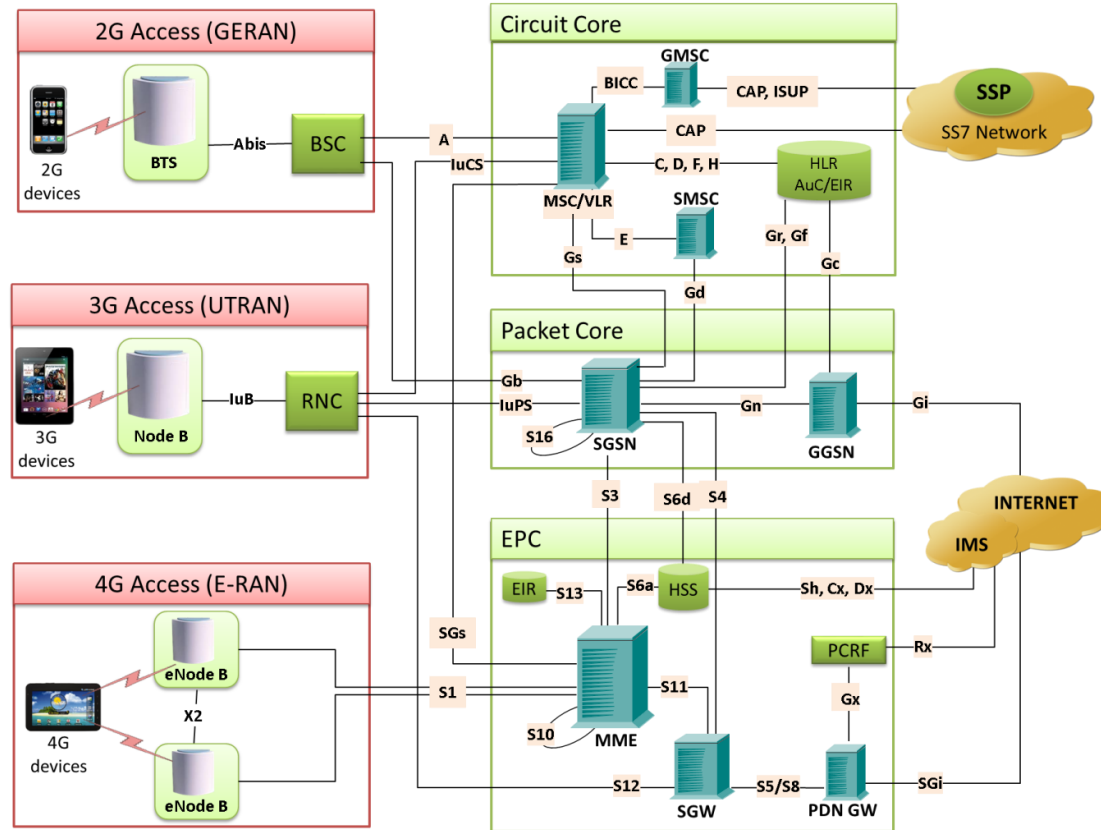 2G Access (GERAN)
BTS
2G
devices
Abis
BSC
3G Access (UTRAN)
Node B
3G
devices
IuB
RNC
4G Access (E-RAN)
eNode B
X2
eNode B
4G
devices
A
IuCS
SGs
S1
Circuit Core
GMSC
BICC
CAP, ISUP
CAP
MSC/VLR
C, D, F, H
HLR
AuC/EIR
SMSC
E
Gs
Gd
Gr, Gf
Gc
SSP
SS7 Network
Packet Core
Gb
IuPS
S16
SGSN
Gn
GGSN
Gi
S3
S6d
S4
EPC
EIR
S13
S6a
HSS
Sh, Cx, Dx
INTERNET
IMS
PCRF
Rx
Gx
S11
S10
MME
S12
SGW
S5/S8
PDN GW
SGi